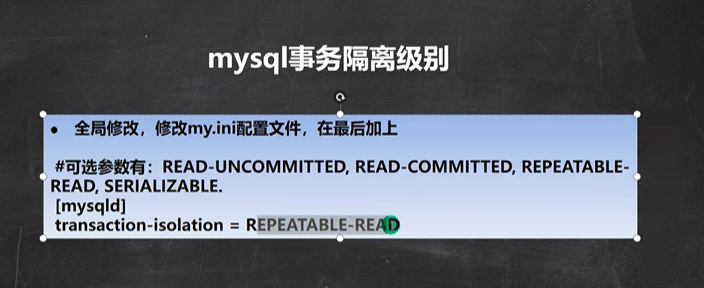 mysql事务隔离级别
● 全局修改，修改my.ini配置文件，在最后加上
#可选参数有：READ-UNCOMMITTED, READ-COMMITTED, REPEATABLE-
READ, SERIALIZABLE.
[mysqld]
transaction-isolation = REPEATABLE-READ